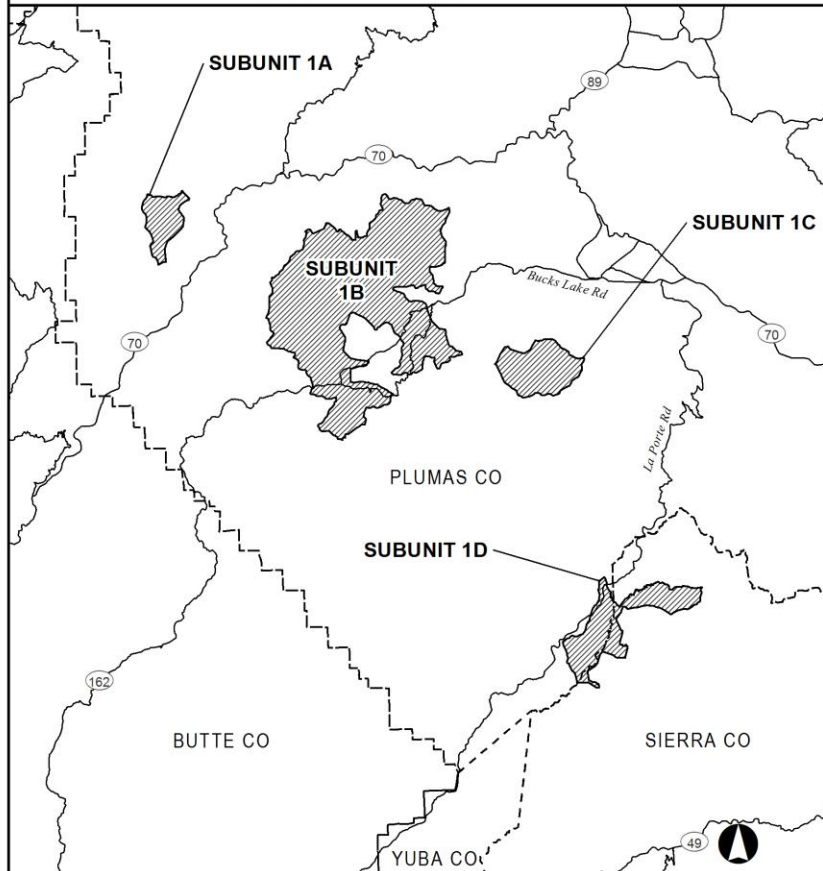 SUBUNIT 1A
89
70
SUBUNIT 1C
SUBUNIT
1B
Bucks Lake Rd
70
70
La Porte Rd
PLUMAS CO
SUBUNIT 1D
162
BUTTE CO
SIERRA CO
49
YUBA CO